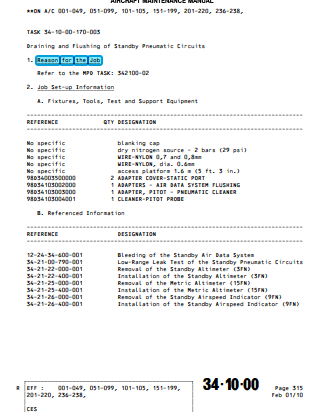 AIRCRAFT MAINTENANCE MANUAL
**ON A/C 001-049, 051-099, 101-105, 151-199, 201-220, 236-238,
TASK 34-10-00-170-003
Draining and Flushing of Standby Pneumatic Circuits
1. Reason for the Job
Refer to the MPD TASK: 342100-02
2. Job Set-up Information
A. Fixtures, Tools, Test and Support Equipment
REFERENCE QTY DESIGNATION
No specific blanking cap
No specific dry nitrogen source - 2 bars (29 psi)
No specific WIRE-NYLON 0,7 and 0,8mm
No specific WIRE-NYLON, dia. 0.6mm
No specific access platform 1.6 m (5 ft. 3 in.)
98D34003500000 2 ADAPTER COVER-STATIC PORT
98D34103002000 1 ADAPTERS - AIR DATA SYSTEM FLUSHING
98D34103003000 1 ADAPTER, PITOT - PNEUMATIC CLEANER
98D34103004001 1 CLEANER-PITOT PROBE
B. Referenced Information
REFERENCE DESIGNATION
12-24-34-600-001 Bleeding of the Standby Air Data System
34-21-00-790-001 Low-Range Leak Test of the Standby Pneumatic Circuits
34-21-22-000-001 Removal of the Standby Altimeter (3FN)
34-21-22-400-001 Installation of the Standby Altimeter (3FN)
34-21-25-000-001 Removal of the Metric Altimeter (15FN)
34-21-25-400-001 Installation of the Metric Altimeter (15FN)
34-21-26-000-001 Removal of the Standby Airspeed Indicator (9FN)
34-21-26-400-001 Installation of the Standby Airspeed Indicator (9FN)
R EFF : 001-049, 051-099, 101-105, 151-199,
201-220, 236-238,
34-10-00
Page 315
Feb 01/10
CES